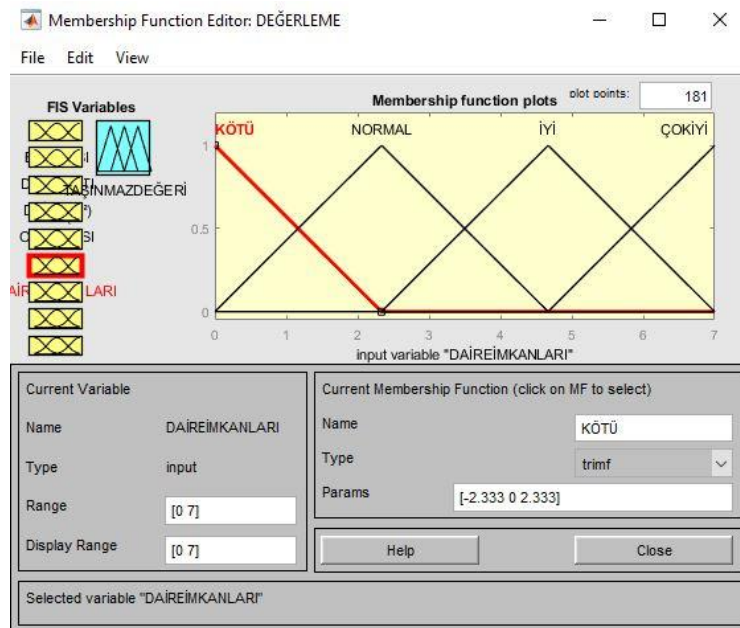 Membership Function Editor: DEĞERLEME
File Edit View
FIS Variables
TAŞINMAZDEĞERİ
Membership function plots
plot points:
181
KÖTÜ NORMAL İYİ ÇOKİYİ
1
0.5
0
0 1 2 3 4 5 6 7
input variable "DAİREİMKANLARI"
Current Variable
Name DAİREİMKANLARI
Type input
Range [0 7]
Display Range [0 7]
Current Membership Function (click on MF to select)
Name KÖTÜ
Type trimf
Params [-2.333 0 2.333]
Help Close
Selected variable "DAİREİMKANLARI"